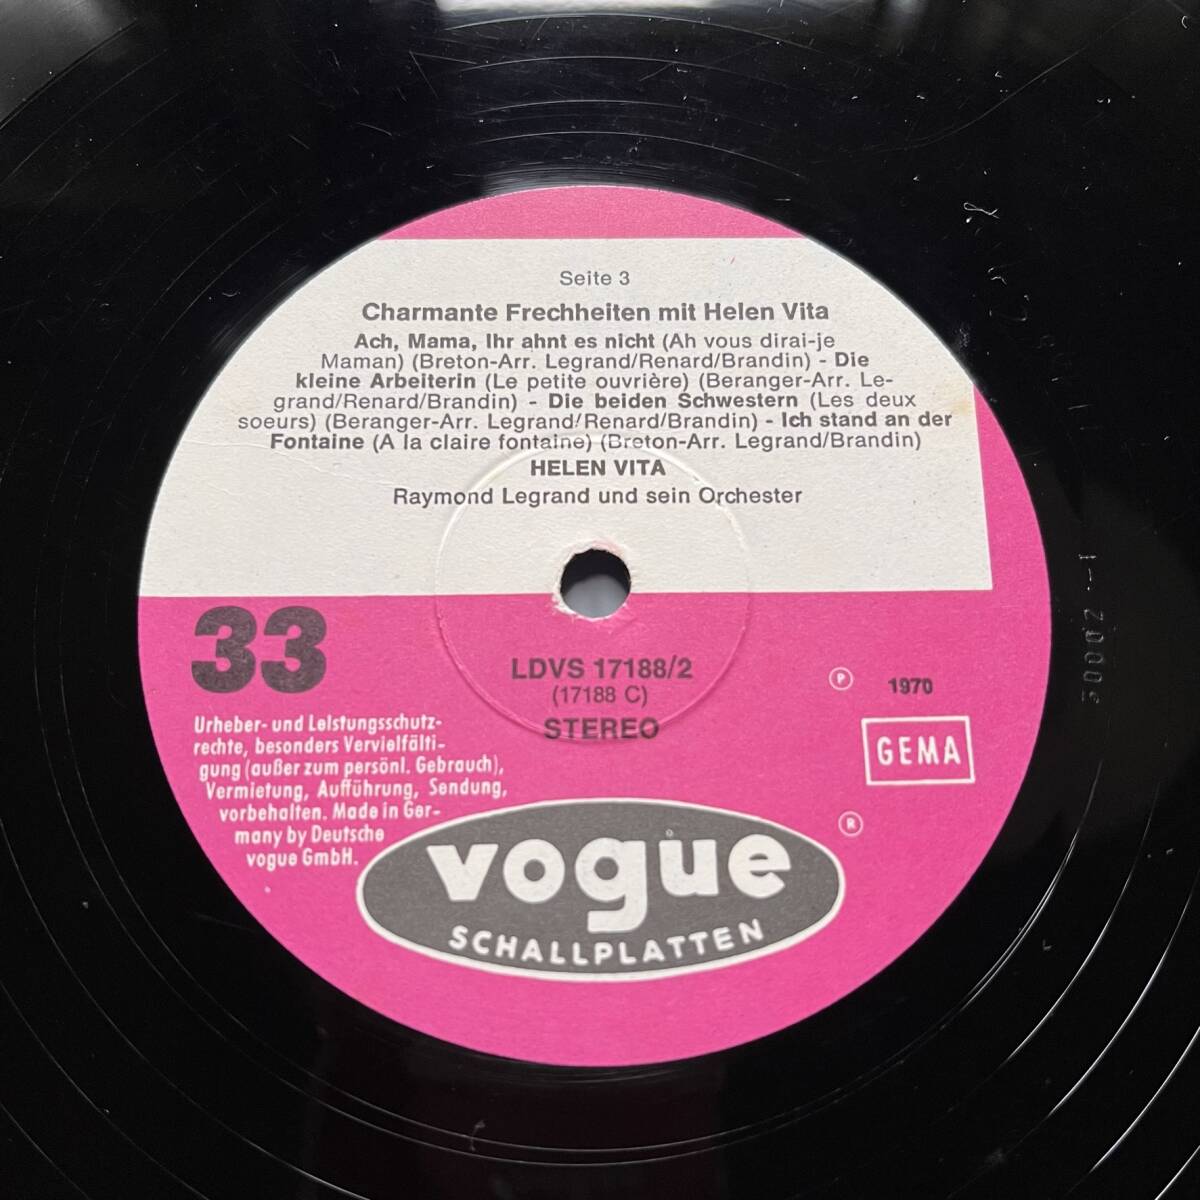 Seite 3
Charmante Frechheiten mit Helen Vita
Ach, Mama, Ihr ahnt es nicht (Ah vous dirai-je
Maman) (Breton-Arr. Legrand/Renard/Brandin) - Die
kleine Arbeiterin (Le petite ouvrière) (Beranger-Arr. Le-
grand/Renard/Brandin) - Die beiden Schwestern (Les deux
soeurs) (Beranger-Arr. Legrand/Renard/Brandin) - Ich stand an der
Fontaine (A la claire fontaine) (Breton-Arr. Legrand/Brandin)
HELEN VITA
Raymond Legrand und sein Orchester
33
LDVS 17188/2
(17188 C)
STEREO
℗ 1970
GEMA
Urheber- und Leistungsschutz-
rechte, besonders Vervielfälti-
gung (außer zum persönl. Gebrauch),
Vermietung, Aufführung, Sendung,
vorbehalten. Made in Ger-
many by Deutsche
vogue GmbH.
®
vogue
SCHALLPLATTEN